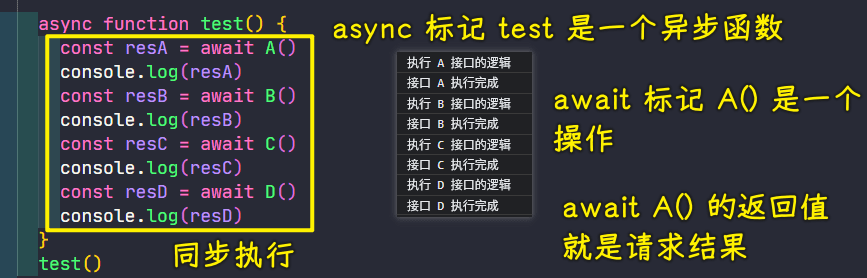 async function test() {
const resA = await A()
console.log(resA)
const resB = await B()
console.log(resB)
const resC = await C()
console.log(resC)
const resD = await D()
console.log(resD)
}
test()
同步执行
async 标记 test 是一个异步函数
执行 A 接口的逻辑
接口 A 执行完成
执行 B 接口的逻辑
接口 B 执行完成
执行 C 接口的逻辑
接口 C 执行完成
执行 D 接口的逻辑
接口 D 执行完成
await 标记 A() 是一个
操作
await A() 的返回值
就是请求结果